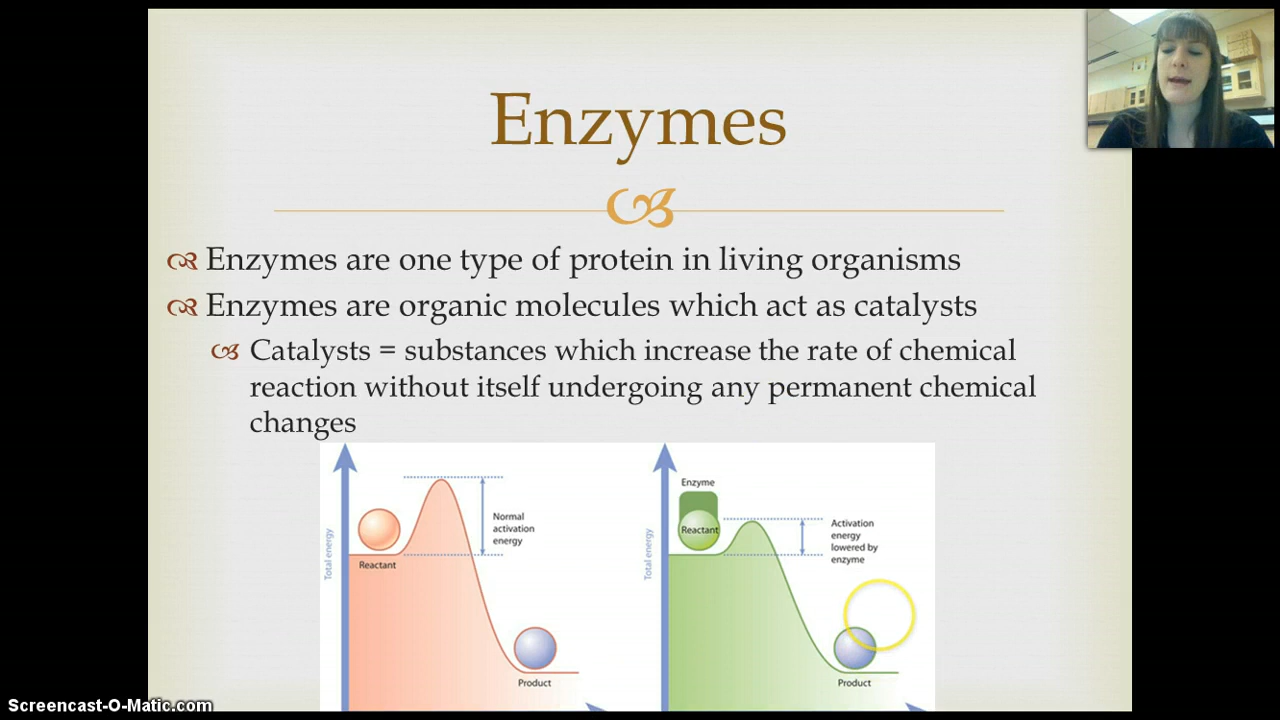 Enzymes
Enzymes are one type of protein in living organisms
Enzymes are organic molecules which act as catalysts
Catalysts = substances which increase the rate of chemical
reaction without itself undergoing any permanent chemical
changes
Total energy
Reactant
Normal
activation
energy
Product
Total energy
Enzyme
Reactant
Activation
energy
lowered by
enzyme
Product
Screencast-O-Matic.com